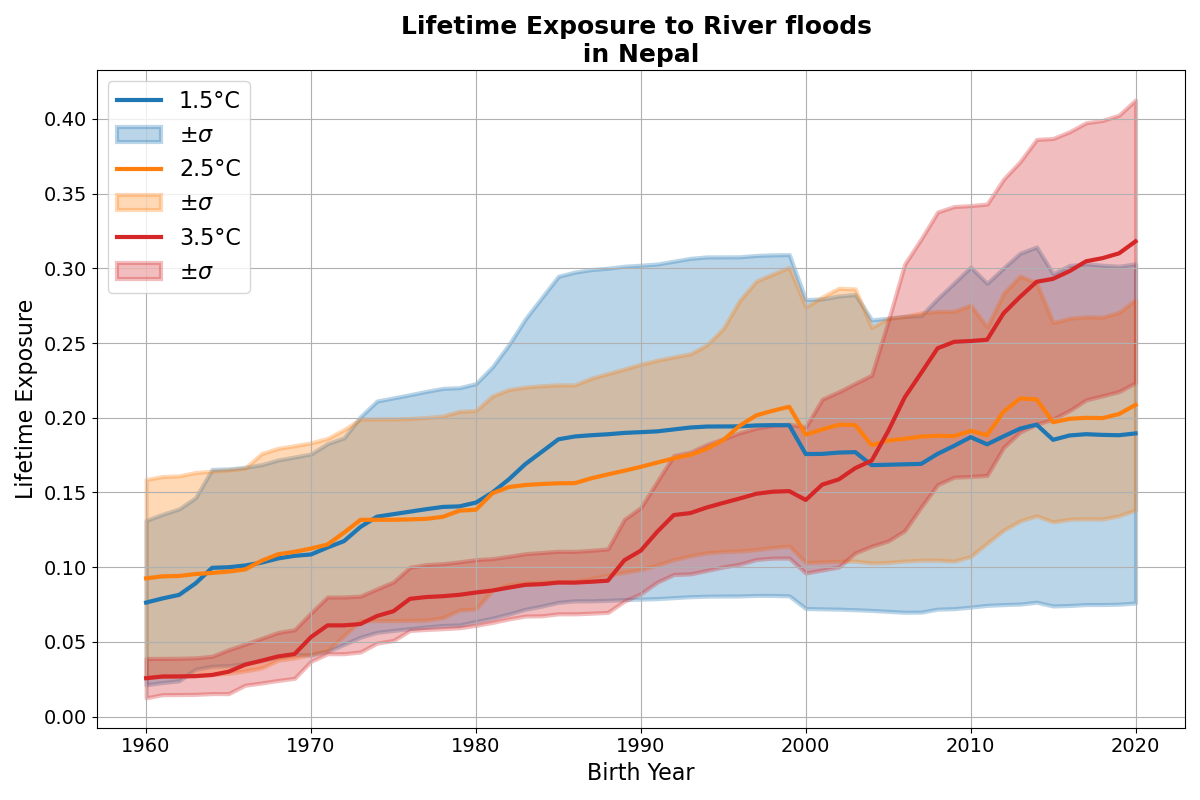 Lifetime Exposure to River floods
in Nepal
1.5°C
±σ
2.5°C
±σ
3.5°C
±σ
Lifetime Exposure
0.40
0.35
0.30
0.25
0.20
0.15
0.10
0.05
0.00
1960 1970 1980 1990 2000 2010 2020
Birth Year